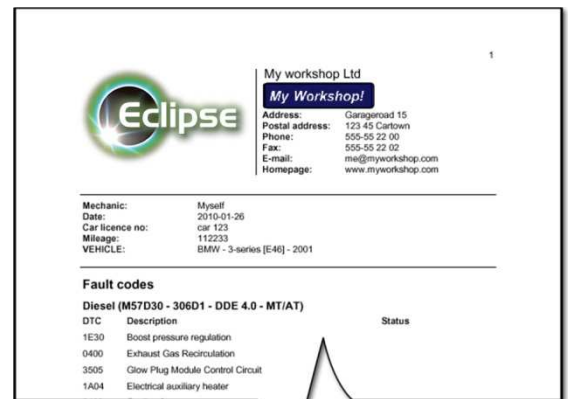 1
Eclipse
My workshop Ltd
My Workshop!
Address: Garageroad 15
Postal address: 123 45 Cartown
Phone: 555-55 22 00
Fax: 555-55 22 02
E-mail: me@myworkshop.com
Homepage: www.myworkshop.com
Mechanic: Myself
Date: 2010-01-26
Car licence no: car 123
Mileage: 112233
VEHICLE: BMW - 3-series [E46] - 2001
Fault codes
Diesel (M57D30 - 306D1 - DDE 4.0 - MT/AT)
DTC Description Status
1E30 Boost pressure regulation
0400 Exhaust Gas Recirculation
3505 Glow Plug Module Control Circuit
1A04 Electrical auxiliary heater